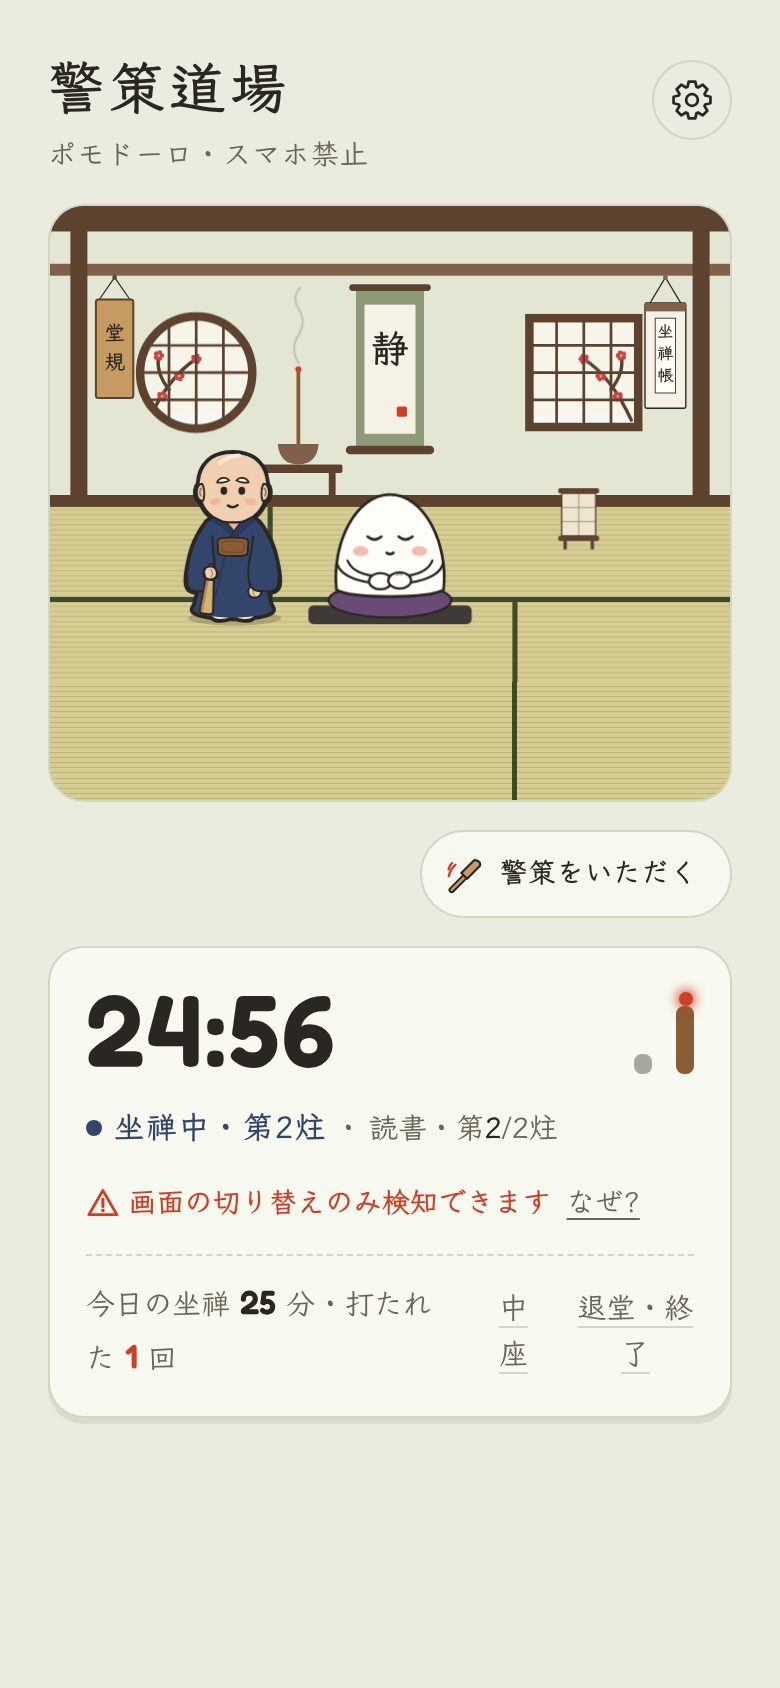 警策道場
ポモドーロ・スマホ禁止
堂規
静
坐禅帳
警策をいただく
24:56
坐禅中・第2炷 ・ 読書・第2/2炷
画面の切り替えのみ検知できます なぜ?
今日の坐禅 25 分・打たれ
た 1 回
中
座
退堂・終
了